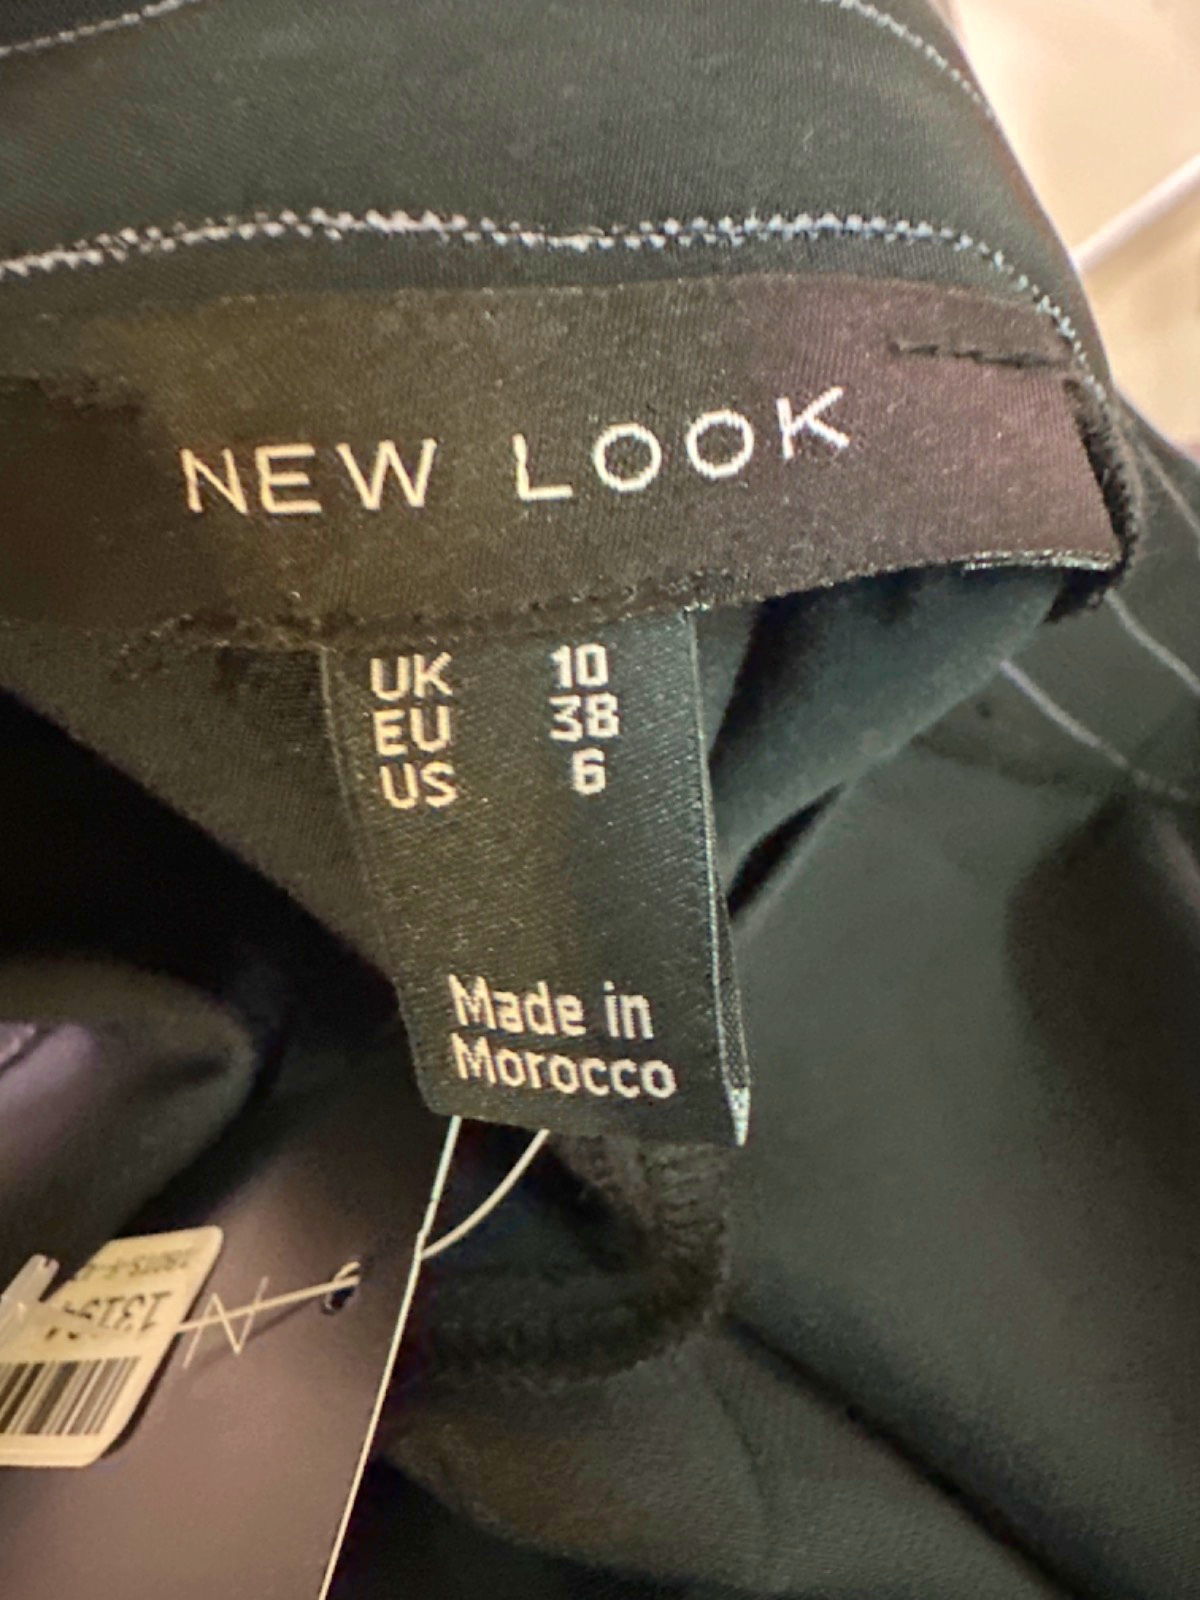 NEW LOOK
UK 10
EU 38
US 6
Made in
Morocco